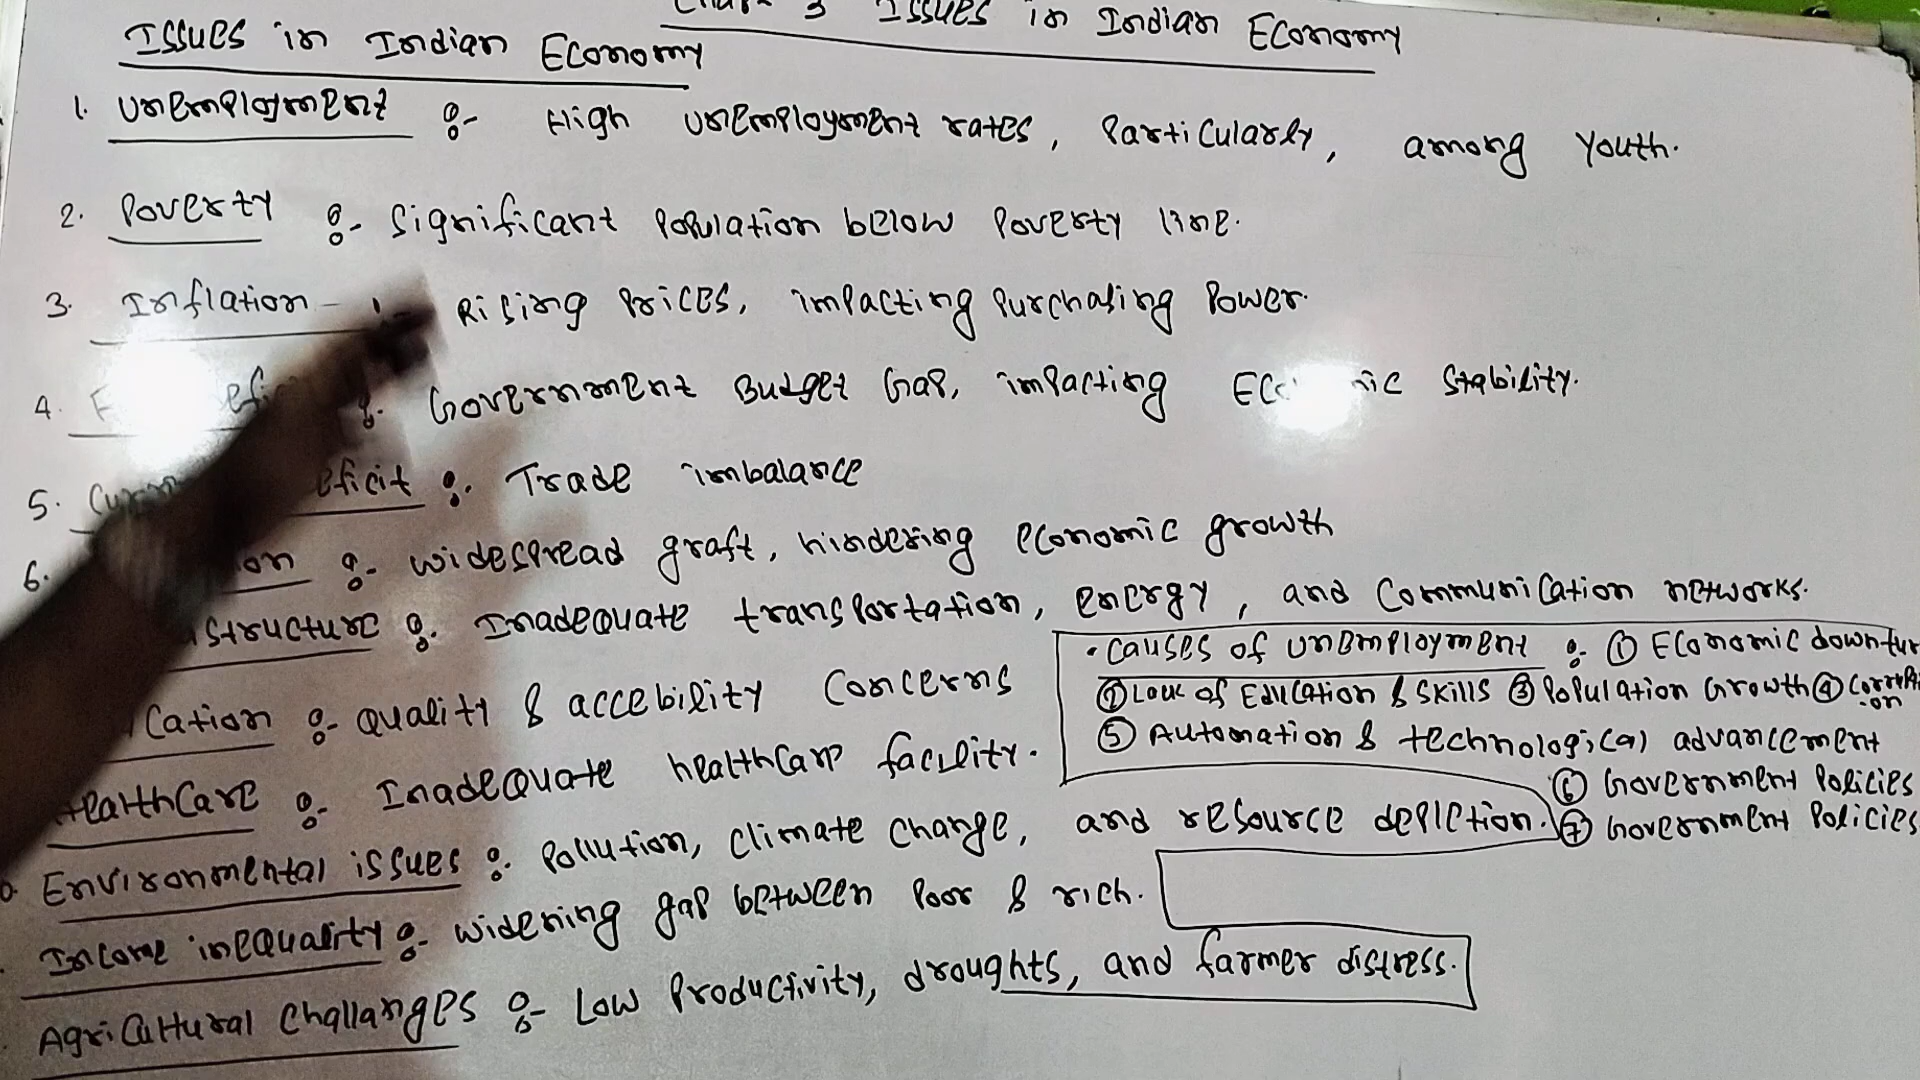 3 Issues in Indian Economy
Issues in Indian Economy
1. Unemployment :- High unemployment rates, Particularly, among Youth.
2. Poverty :- Significant Population below Poverty line.
3. Inflation - Rising Prices, impacting Purchasing Power.
4. Government Budget Gap, impacting Stability.
5. Trade imbalance
6. :- widespread graft, hindering economic growth
:. Inadequate transportation, energy, and Communication networks.
:- quality & accebility Concerns
Healthcare :- Inadequate healthcare facility.
Environmental issues :. Pollution, Climate Change, and resource depletion.
Income inequality :- widening gap between Poor & rich.
Agricultural Challanges :- Low Productivity, droughts, and farmer distress.
• Causes of unemployment :- ① Economic
② Lack of Education & Skills ③ Population Growth ④
⑤ Automation & technological advancement
⑥ Government Policies
⑦ Government Policies